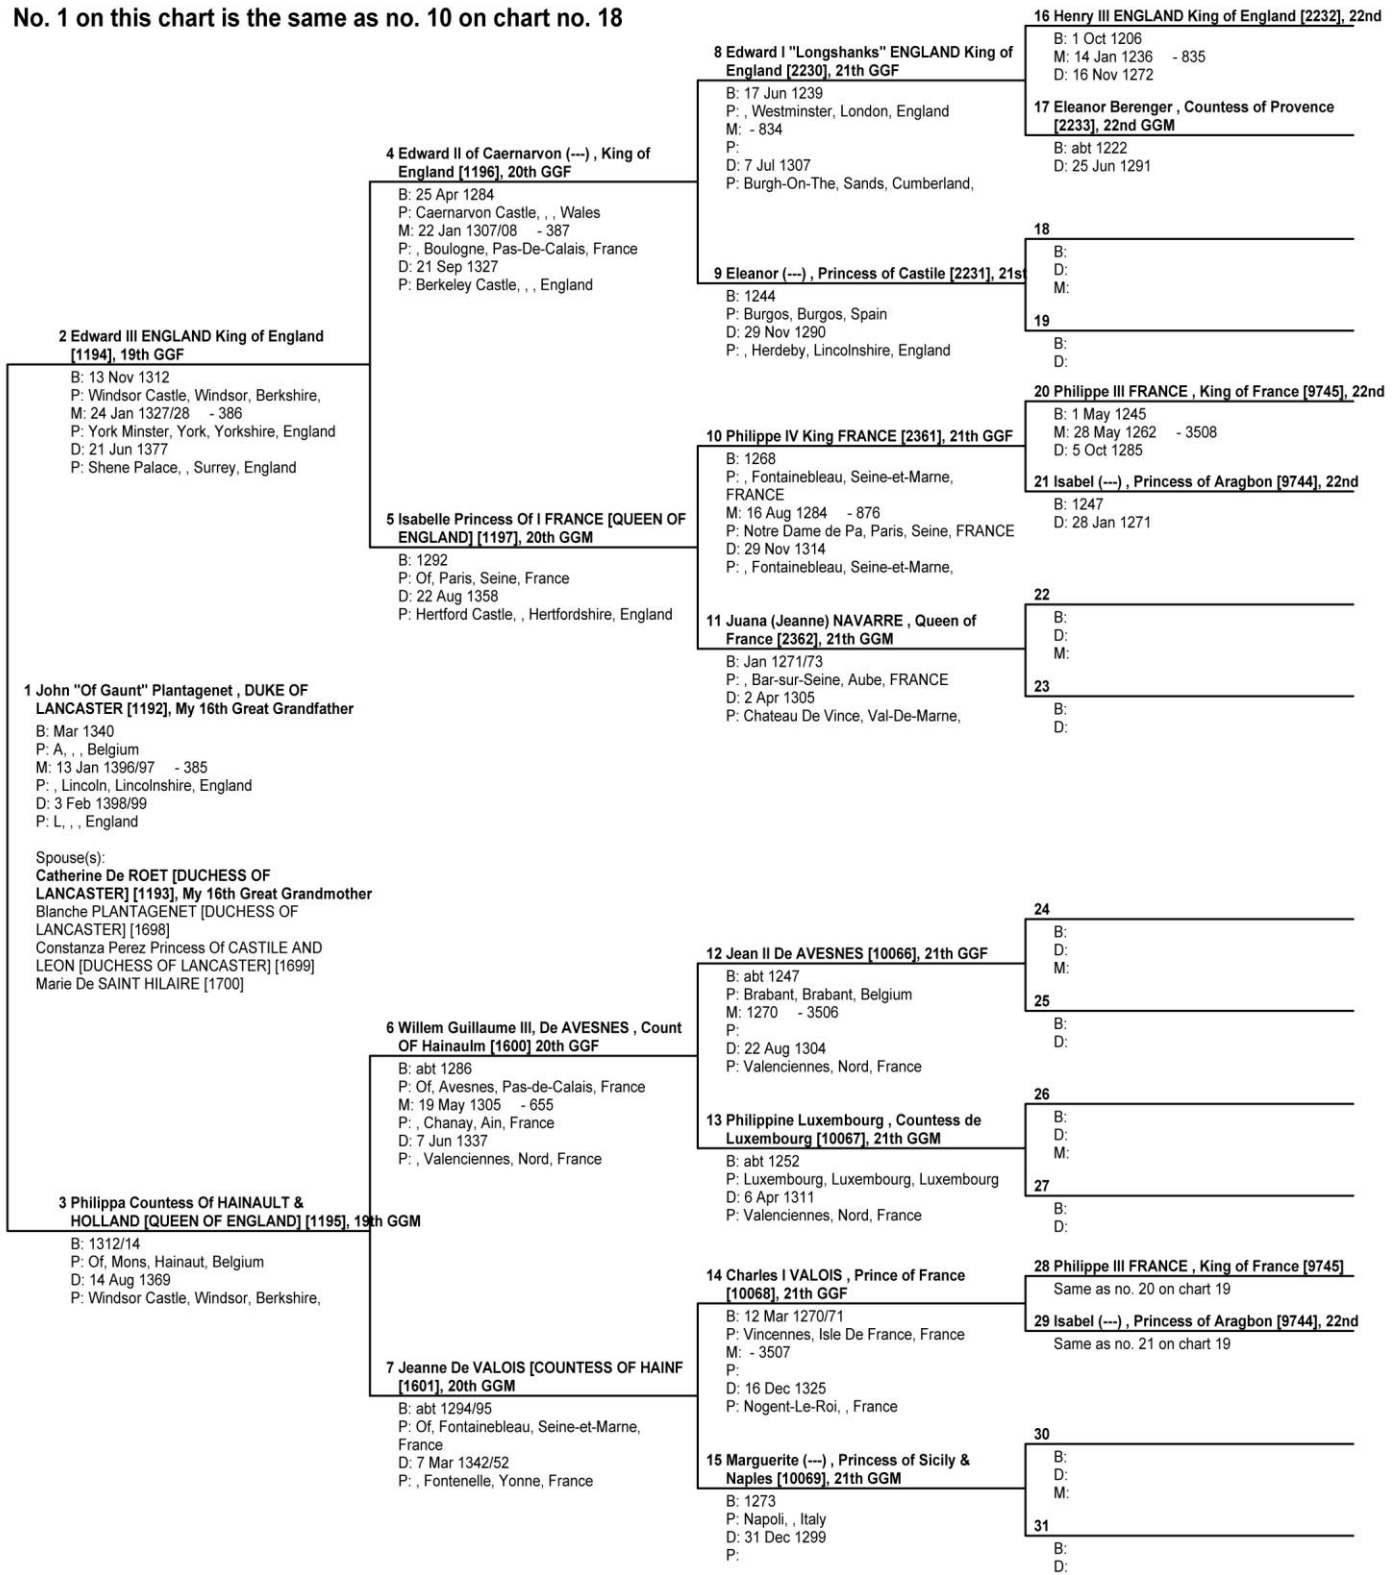 No. 1 on this chart is the same as no. 10 on chart no. 18
1 John "Of Gaunt" Plantagenet , DUKE OF
LANCASTER [1192], My 16th Great Grandfather
B: Mar 1340
P: A, , , Belgium
M: 13 Jan 1396/97 - 385
P: , Lincoln, Lincolnshire, England
D: 3 Feb 1398/99
P: L, , , England
Spouse(s):
Catherine De ROET [DUCHESS OF
LANCASTER] [1193], My 16th Great Grandmother
Blanche PLANTAGENET [DUCHESS OF
LANCASTER] [1698]
Constanza Perez Princess Of CASTILE AND
LEON [DUCHESS OF LANCASTER] [1699]
Marie De SAINT HILAIRE [1700]
2 Edward III ENGLAND King of England
[1194], 19th GGF
B: 13 Nov 1312
P: Windsor Castle, Windsor, Berkshire,
M: 24 Jan 1327/28 - 386
P: York Minster, York, Yorkshire, England
D: 21 Jun 1377
P: Shene Palace, , Surrey, England
3 Philippa Countess Of HAINAULT &
HOLLAND [QUEEN OF ENGLAND] [1195], 19th GGM
B: 1312/14
P: Of, Mons, Hainaut, Belgium
D: 14 Aug 1369
P: Windsor Castle, Windsor, Berkshire,
4 Edward II of Caernarvon (---) , King of
England [1196], 20th GGF
B: 25 Apr 1284
P: Caernarvon Castle, , , Wales
M: 22 Jan 1307/08 - 387
P: , Boulogne, Pas-De-Calais, France
D: 21 Sep 1327
P: Berkeley Castle, , , England
5 Isabelle Princess Of I FRANCE [QUEEN OF
ENGLAND] [1197], 20th GGM
B: 1292
P: Of, Paris, Seine, France
D: 22 Aug 1358
P: Hertford Castle, , Hertfordshire, England
6 Willem Guillaume III, De AVESNES , Count
OF Hainaulm [1600] 20th GGF
B: abt 1286
P: Of, Avesnes, Pas-de-Calais, France
M: 19 May 1305 - 655
P: , Chanay, Ain, France
D: 7 Jun 1337
P: , Valenciennes, Nord, France
7 Jeanne De VALOIS [COUNTESS OF HAINF
[1601], 20th GGM
B: abt 1294/95
P: Of, Fontainebleau, Seine-et-Marne,
France
D: 7 Mar 1342/52
P: , Fontenelle, Yonne, France
8 Edward I "Longshanks" ENGLAND King of
England [2230], 21th GGF
B: 17 Jun 1239
P: , Westminster, London, England
M: - 834
P:
D: 7 Jul 1307
P: Burgh-On-The, Sands, Cumberland,
9 Eleanor (---) , Princess of Castile [2231], 21st
B: 1244
P: Burgos, Burgos, Spain
D: 29 Nov 1290
P: , Herdeby, Lincolnshire, England
10 Philippe IV King FRANCE [2361], 21th GGF
B: 1268
P: , Fontainebleau, Seine-et-Marne,
FRANCE
M: 16 Aug 1284 - 876
P: Notre Dame de Pa, Paris, Seine, FRANCE
D: 29 Nov 1314
P: , Fontainebleau, Seine-et-Marne,
11 Juana (Jeanne) NAVARRE , Queen of
France [2362], 21th GGM
B: Jan 1271/73
P: , Bar-sur-Seine, Aube, FRANCE
D: 2 Apr 1305
P: Chateau De Vince, Val-De-Marne,
12 Jean II De AVESNES [10066], 21th GGF
B: abt 1247
P: Brabant, Brabant, Belgium
M: 1270 - 3506
P:
D: 22 Aug 1304
P: Valenciennes, Nord, France
13 Philippine Luxembourg , Countess de
Luxembourg [10067], 21th GGM
B: abt 1252
P: Luxembourg, Luxembourg, Luxembourg
D: 6 Apr 1311
P: Valenciennes, Nord, France
14 Charles I VALOIS , Prince of France
[10068], 21th GGF
B: 12 Mar 1270/71
P: Vincennes, Isle De France, France
M: - 3507
P:
D: 16 Dec 1325
P: Nogent-Le-Roi, , France
15 Marguerite (---) , Princess of Sicily &
Naples [10069], 21th GGM
B: 1273
P: Napoli, , Italy
D: 31 Dec 1299
P:
16 Henry III ENGLAND King of England [2232], 22nd
B: 1 Oct 1206
M: 14 Jan 1236 - 835
D: 16 Nov 1272
17 Eleanor Berenger , Countess of Provence
[2233], 22nd GGM
B: abt 1222
D: 25 Jun 1291
18
B:
D:
M:
19
B:
D:
20 Philippe III FRANCE , King of France [9745], 22nd
B: 1 May 1245
M: 28 May 1262 - 3508
D: 5 Oct 1285
21 Isabel (---) , Princess of Aragbon [9744], 22nd
B: 1247
D: 28 Jan 1271
22
B:
D:
M:
23
B:
D:
24
B:
D:
M:
25
B:
D:
26
B:
D:
M:
27
B:
D:
28 Philippe III FRANCE , King of France [9745]
Same as no. 20 on chart 19
29 Isabel (---) , Princess of Aragbon [9744], 22nd
Same as no. 21 on chart 19
30
B:
D:
M:
31
B:
D: